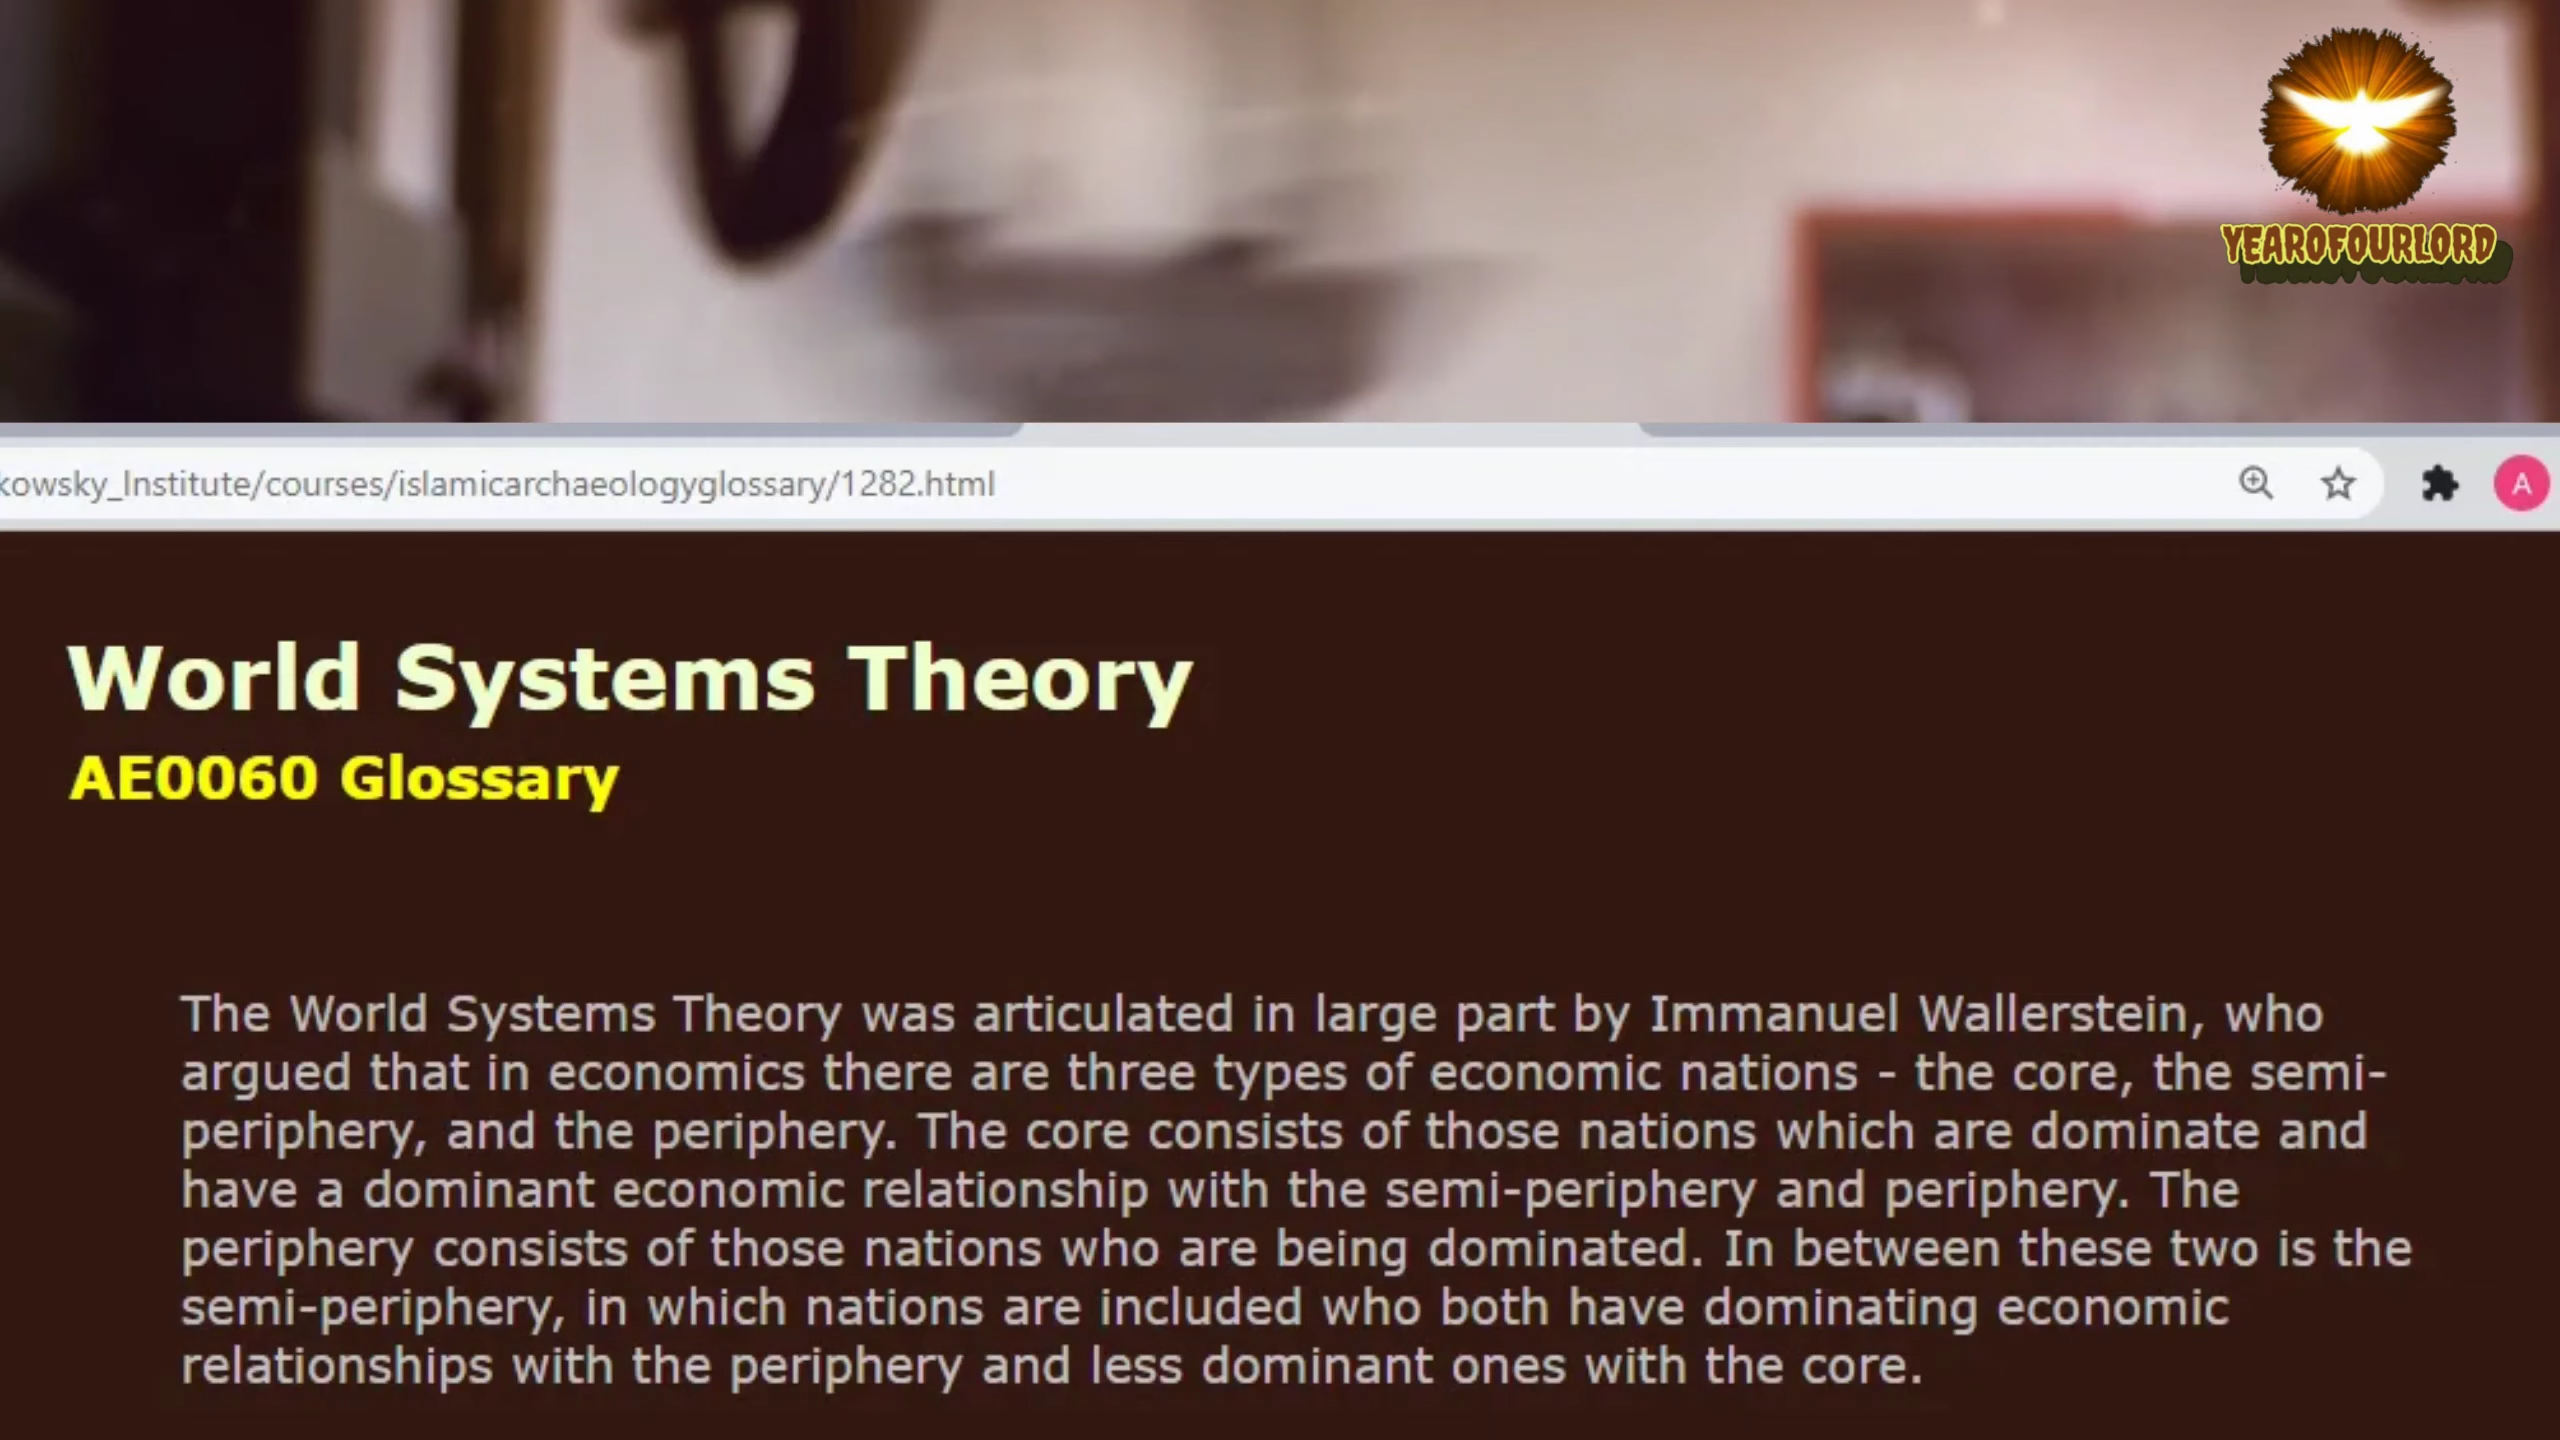 YEAROFOURLORD
kowsky_Institute/courses/islamicarchaeologyglossary/1282.html
A
World Systems Theory
AE0060 Glossary
The World Systems Theory was articulated in large part by Immanuel Wallerstein, who
argued that in economics there are three types of economic nations - the core, the semi-
periphery, and the periphery. The core consists of those nations which are dominate and
have a dominant economic relationship with the semi-periphery and periphery. The
periphery consists of those nations who are being dominated. In between these two is the
semi-periphery, in which nations are included who both have dominating economic
relationships with the periphery and less dominant ones with the core.